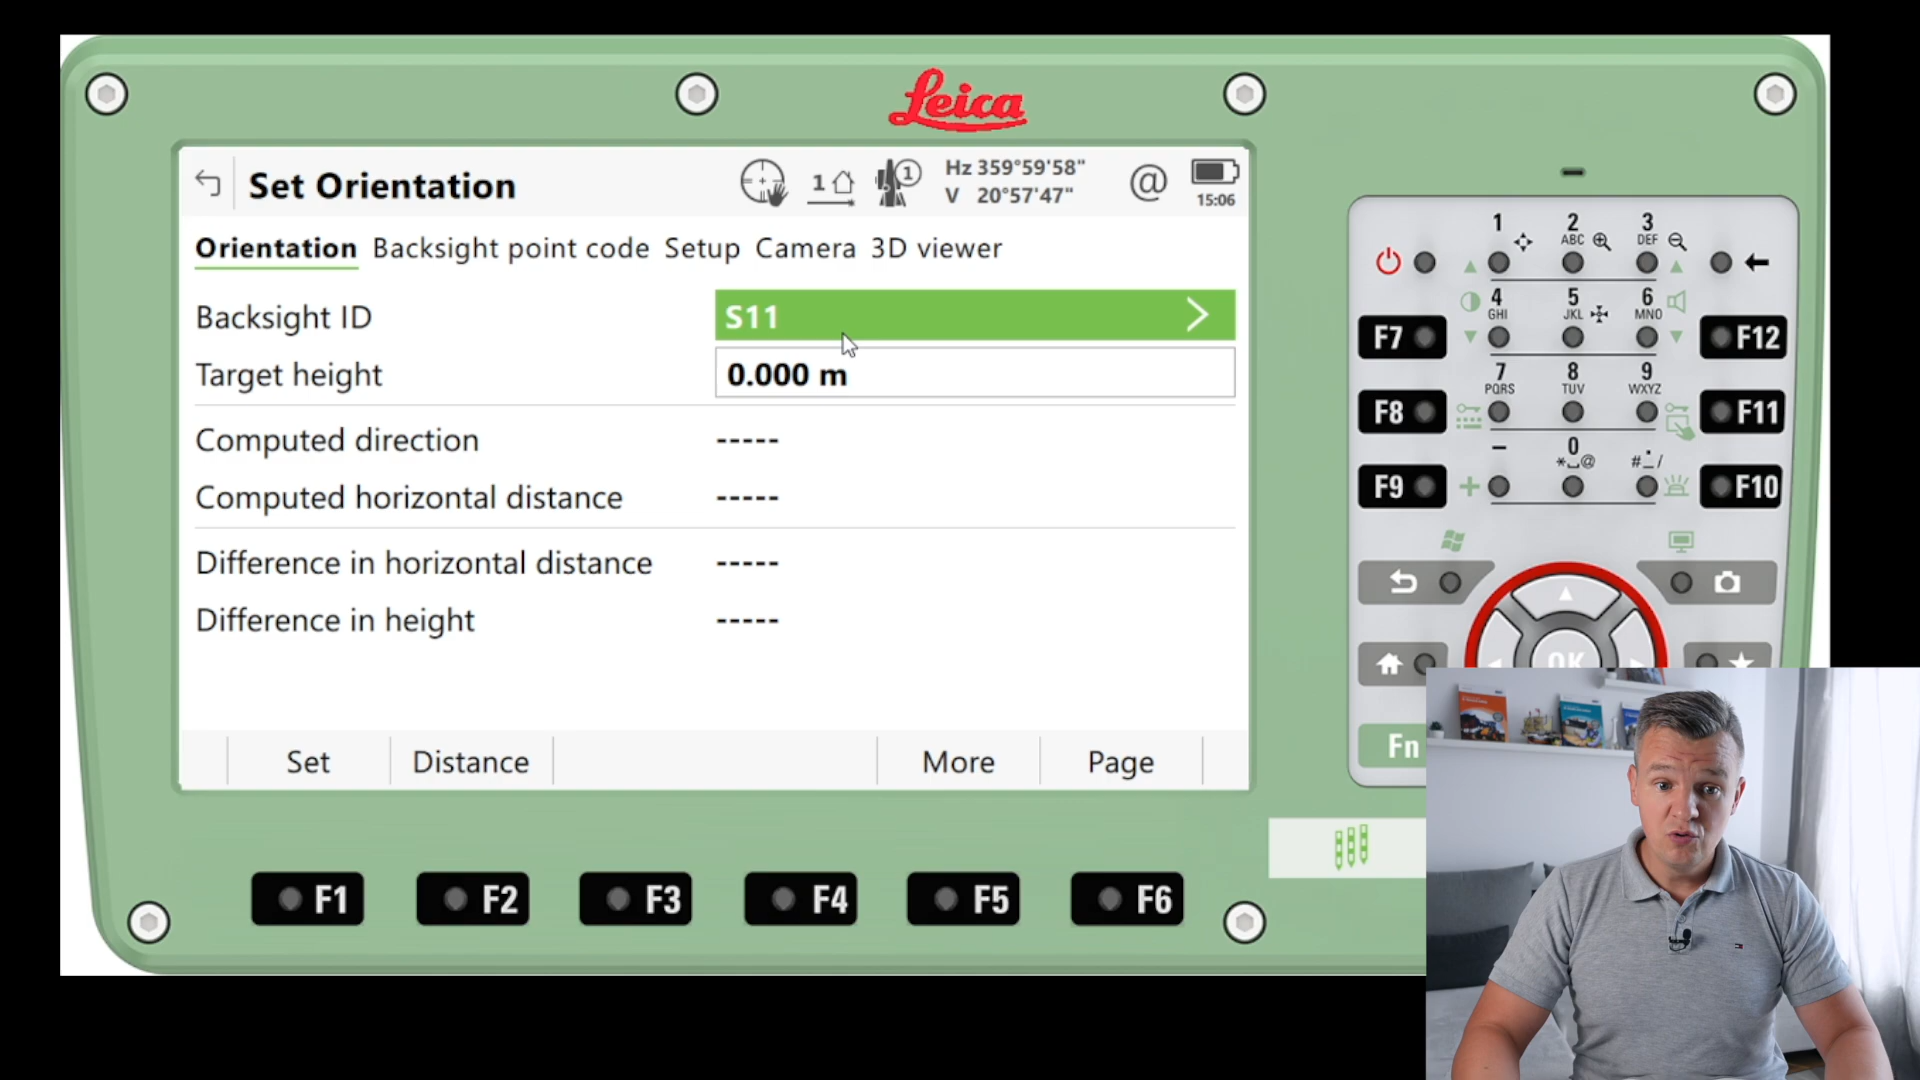 Leica
Set Orientation
1
1
Hz 359°59'58"
V 20°57'47"
@
15:06
Orientation Backsight point code Setup Camera 3D viewer
Backsight ID S11
Target height 0.000 m
Computed direction -----
Computed horizontal distance -----
Difference in horizontal distance -----
Difference in height -----
Set Distance More Page
F1 F2 F3 F4 F5 F6
1 2 3
ABC DEF
F7 4 5 6 F12
GHI JKL MNO
F8 7 8 9 F11
PQRS TUV WXYZ
F9 - 0 . F10
*␣@ #_/
OK
Fn